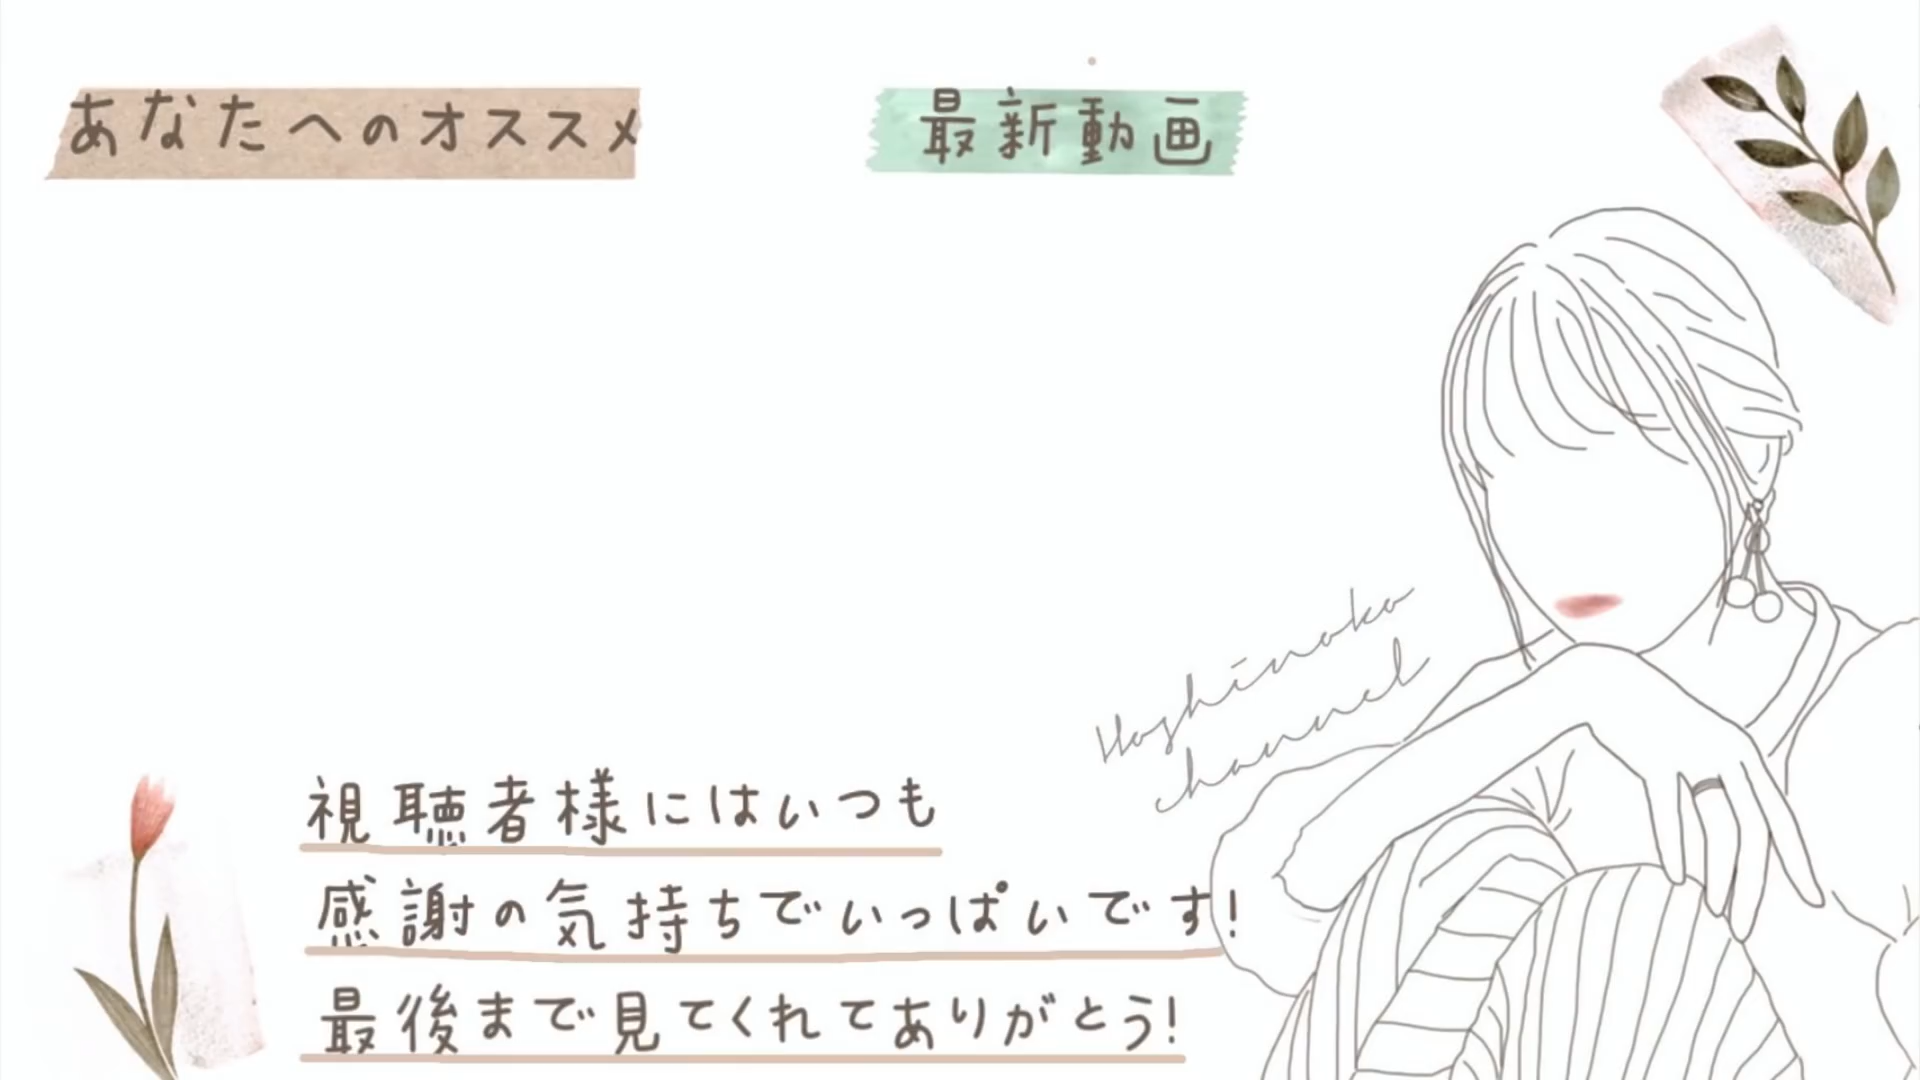 あなたへのオススメ
最新動画
Hoshinoko
channel
視聴者様にはいつも
感謝の気持ちでいっぱいです!
最後まで見てくれてありがとう!